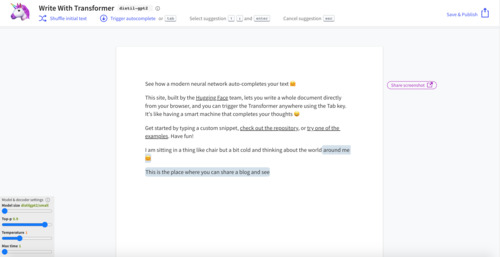 Write With Transformer distil-gpt2
Shuffle initial text
Trigger autocomplete or tab
Select suggestion ↑ ↓ and enter
Cancel suggestion esc
Save & Publish
See how a modern neural network auto-completes your text 🤗
This site, built by the Hugging Face team, lets you write a whole document directly
from your browser, and you can trigger the Transformer anywhere using the Tab key.
It's like having a smart machine that completes your thoughts 😀
Get started by typing a custom snippet, check out the repository, or try one of the
examples. Have fun!
I am sitting in a thing like chair but a bit cold and thinking about the world around me
🤗
This is the place where you can share a blog and see
Share screenshot
Model & decoder settings
Model size
Top-p 0.9
Temperature 1
Max time 1